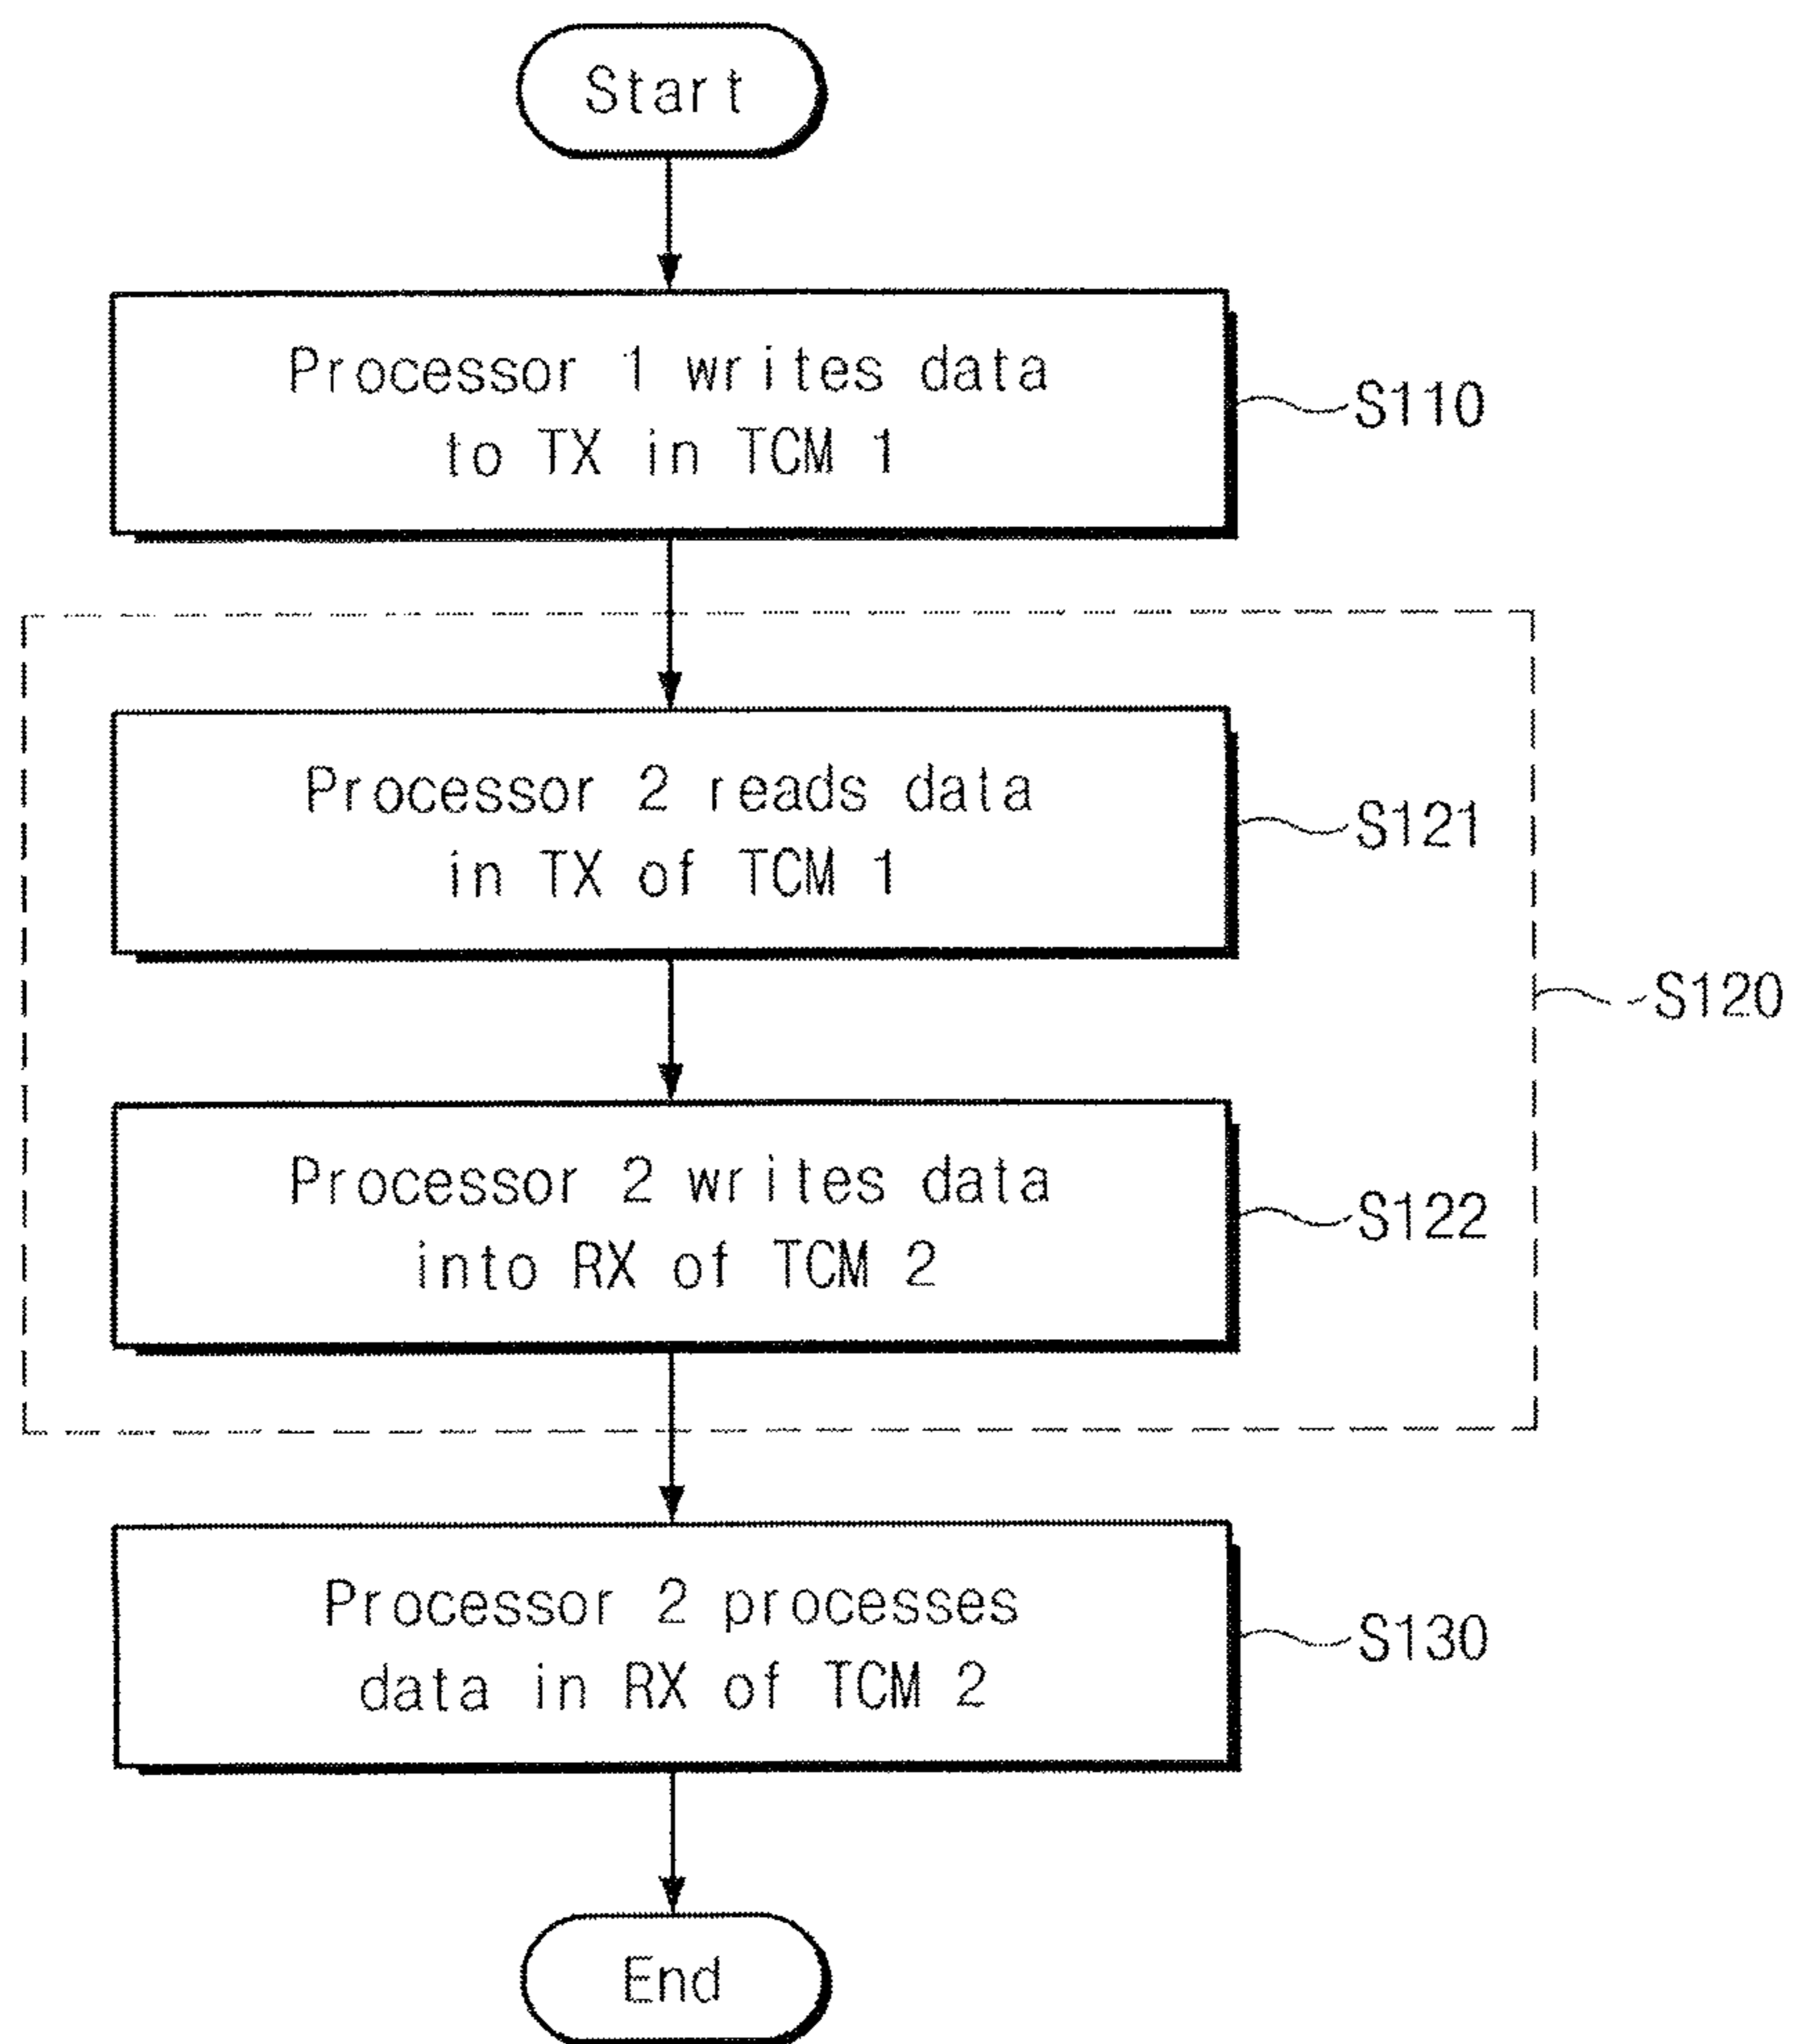 Start
Processor 1 writes data
to TX in TCM 1
S110
Processor 2 reads data
in TX of TCM 1
S121
S120
Processor 2 writes data
into RX of TCM 2
S122
Processor 2 processes
data in RX of TCM 2
S130
End